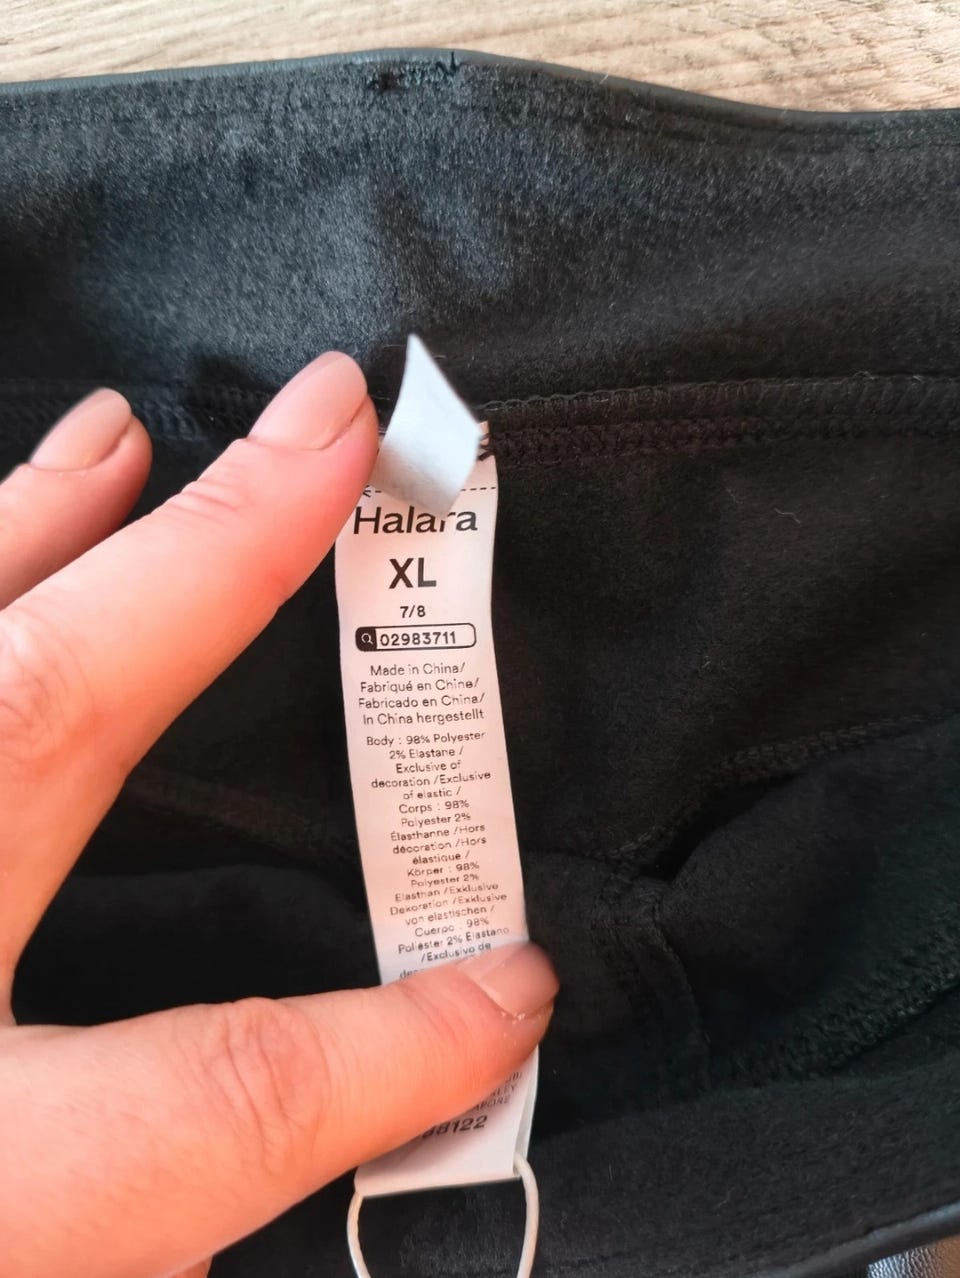 Halara
XL
7/8
02983711
Made in China/
Fabriqué en Chine/
Fabricado en China/
In China hergestellt
Body : 98% Polyester
2% Elastane /
Exclusive of
decoration /Exclusive
of elastic /
Corps : 98%
Polyester 2%
Élasthanne /Hors
décoration /Hors
élastique /
Körper : 98%
Polyester 2%
Elasthan /Exklusive
Dekoration /Exklusive
von elastischen /
Cuerpo : 98%
Poliéster 2% Elastano
/Exclusivo de